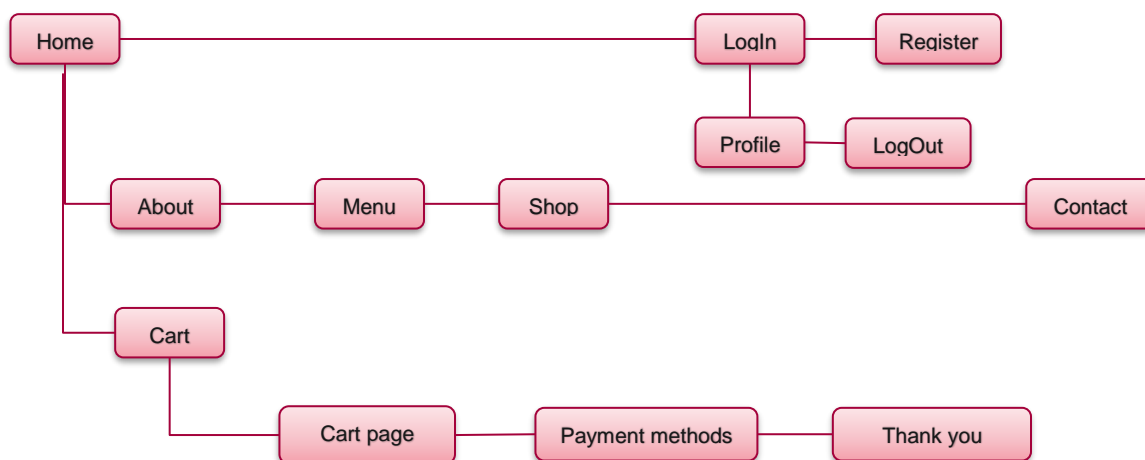 Home
LogIn
Register
Profile
LogOut
About
Menu
Shop
Contact
Cart
Cart page
Payment methods
Thank you